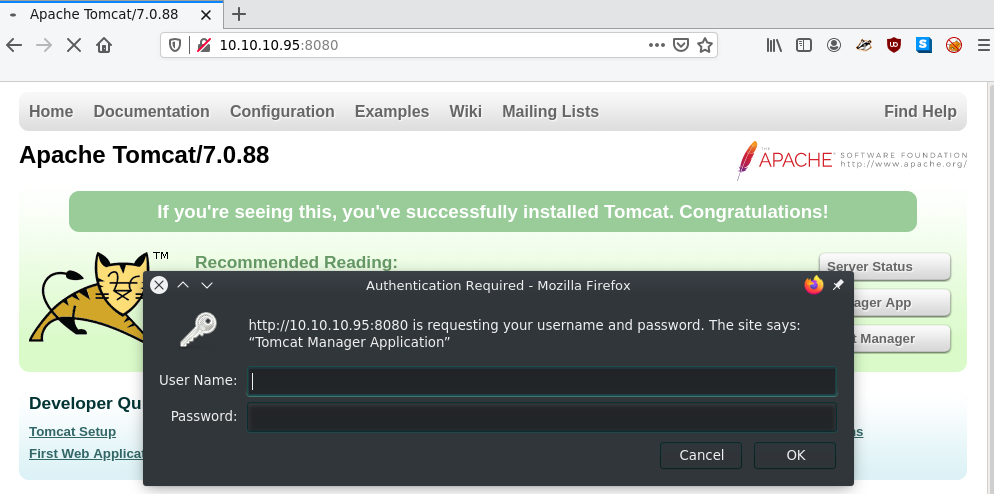 Apache Tomcat/7.0.88
10.10.10.95:8080
Home Documentation Configuration Examples Wiki Mailing Lists Find Help
Apache Tomcat/7.0.88
THE APACHE SOFTWARE FOUNDATION
http://www.apache.org/
If you're seeing this, you've successfully installed Tomcat. Congratulations!
TM
Recommended Reading:
Server Status
ager App
t Manager
Authentication Required - Mozilla Firefox
http://10.10.10.95:8080 is requesting your username and password. The site says:
“Tomcat Manager Application”
User Name:
Password:
Cancel OK
Developer Qu
Tomcat Setup
First Web Applicat
ns